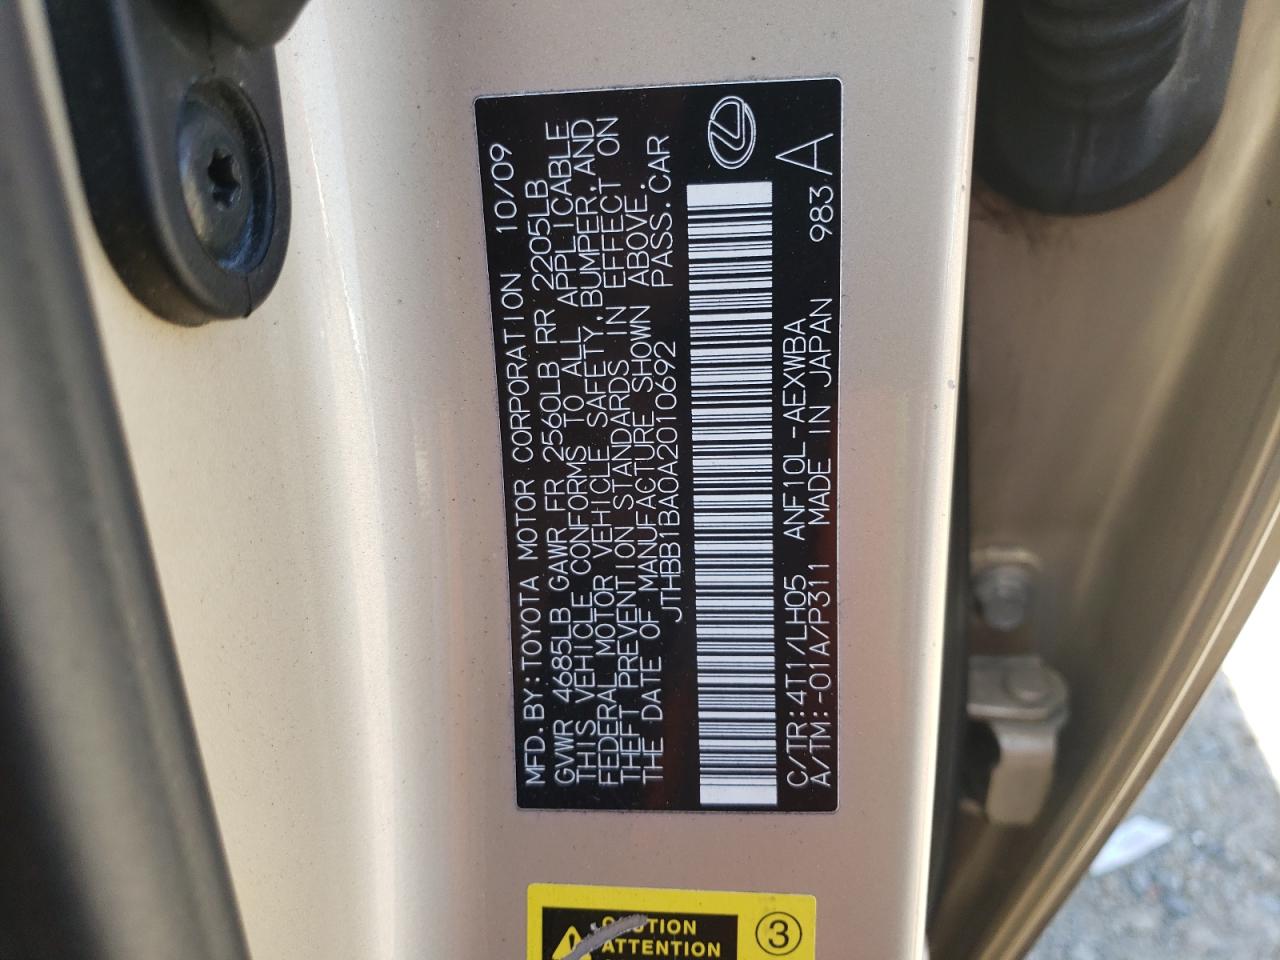 MFD.BY:TOYOTA MOTOR CORPORATION 10/09
GVWR 4685LB GAWR FR 2560LB RR 2205LB
THIS VEHICLE CONFORMS TO ALL APPLICABLE
FEDERAL MOTOR VEHICLE SAFETY,BUMPER,AND
THEFT PREVENTION STANDARDS IN EFFECT ON
THE DATE OF MANUFACTURE SHOWN ABOVE.
JTHBB1BA0A2010692 PASS.CAR
C/TR:4T1/LH05 ANF10L-AEXWBA 983A
A/TM:-01A/P311 MADE IN JAPAN
CAUTION
ATTENTION
3